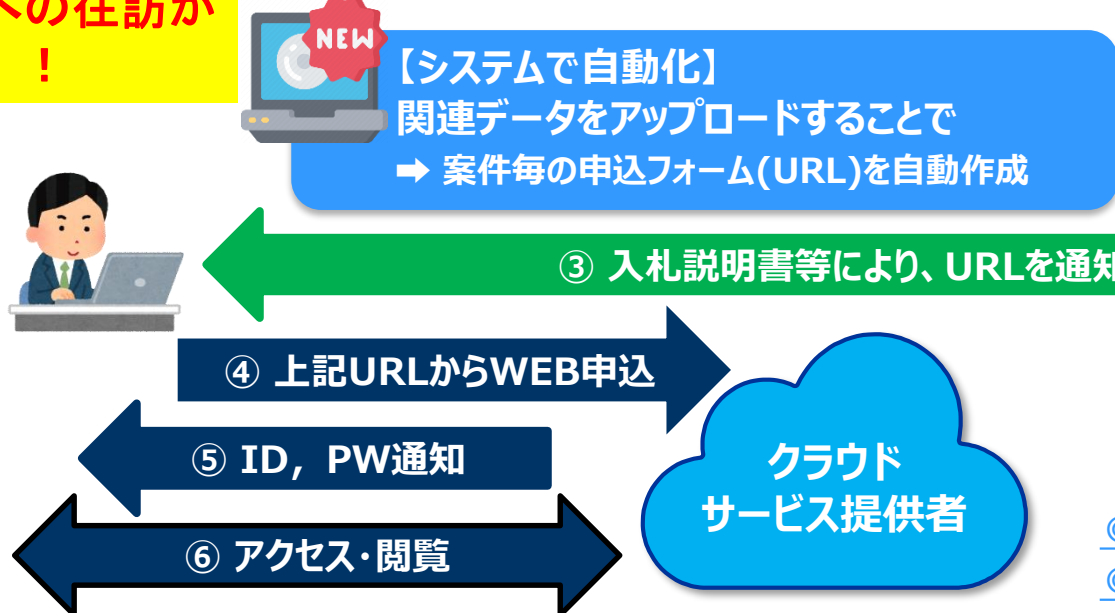 への往訪が
！
NEW
【システムで自動化】
関連データをアップロードすることで
➡ 案件毎の申込フォーム(URL)を自動作成
③ 入札説明書等により、URLを通知
④ 上記URLからWEB申込
⑤ ID, PW通知
クラウド
サービス提供者
⑥ アクセス・閲覧